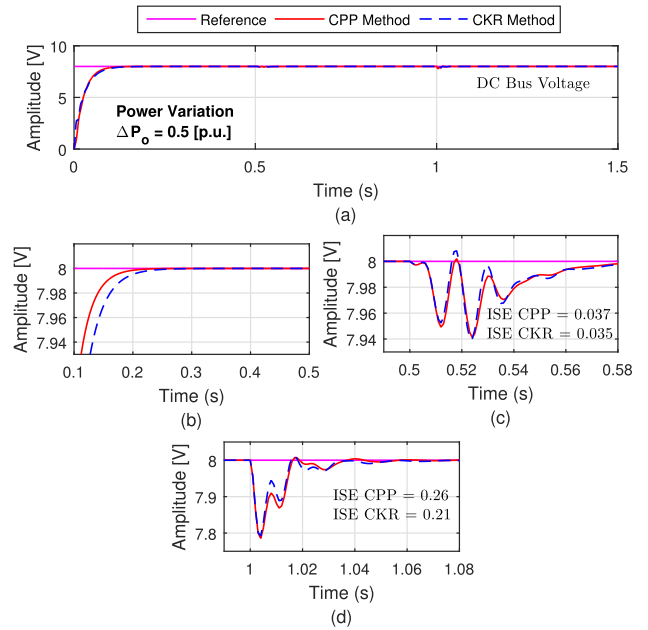 Reference CPP Method CKR Method
10
5
0
Amplitude [V]
DC Bus Voltage
Power Variation
ΔPo = 0.5 [p.u.]
0 0.5 1 1.5
Time (s)
(a)
8
7.98
7.96
7.94
Amplitude [V]
0.1 0.2 0.3 0.4 0.5
Time (s)
(b)
8
7.98
7.96
7.94
Amplitude [V]
ISE CPP = 0.037
ISE CKR = 0.035
0.5 0.52 0.54 0.56 0.58
Time (s)
(c)
8
7.9
7.8
Amplitude [V]
ISE CPP = 0.26
ISE CKR = 0.21
1 1.02 1.04 1.06 1.08
Time (s)
(d)